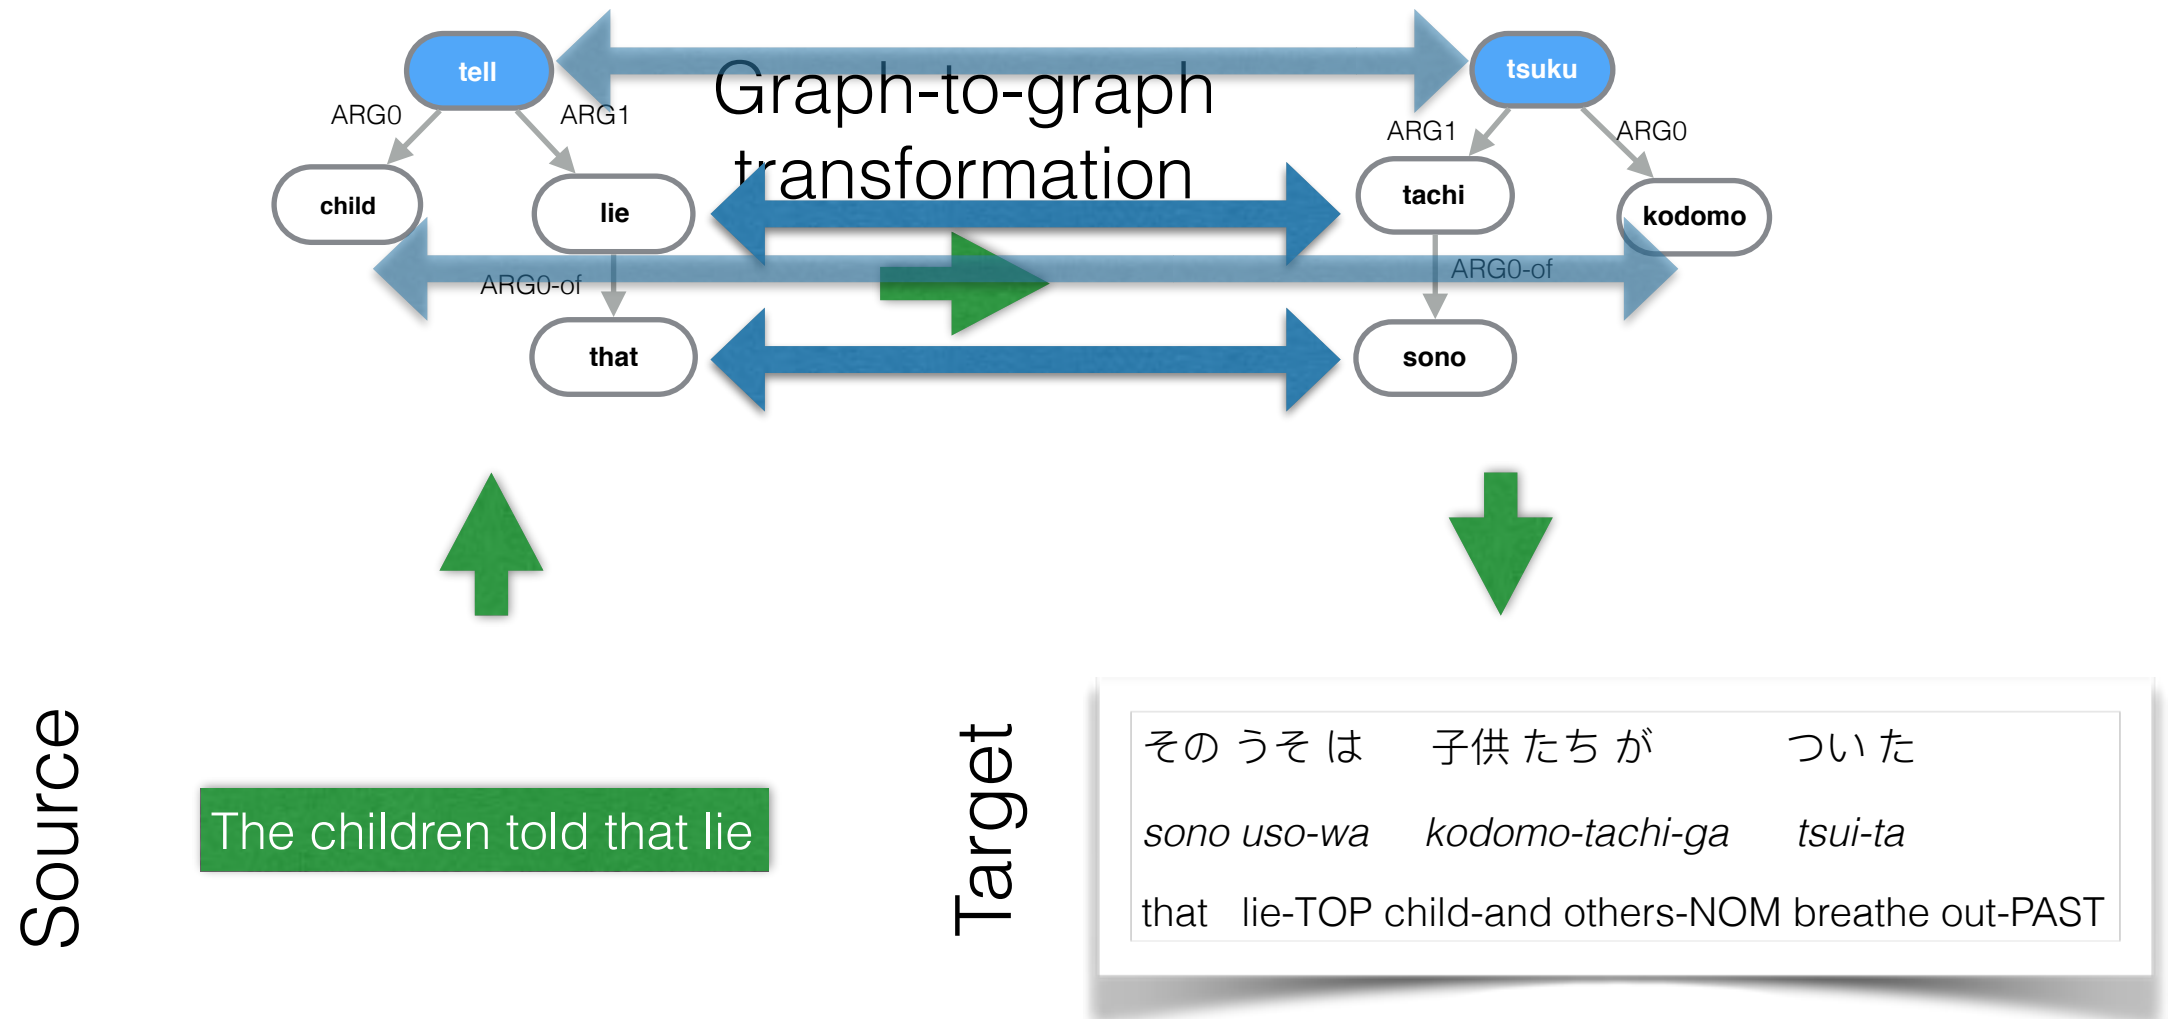 tell
tsuku
Graph-to-graph
transformation
ARG0
ARG1
ARG1
ARG0
child
lie
tachi
kodomo
ARG0-of
ARG0-of
that
sono
Source
The children told that lie
Target
その うそ は 子供 たち が つい た
sono uso-wa kodomo-tachi-ga tsui-ta
that lie-TOP child-and others-NOM breathe out-PAST